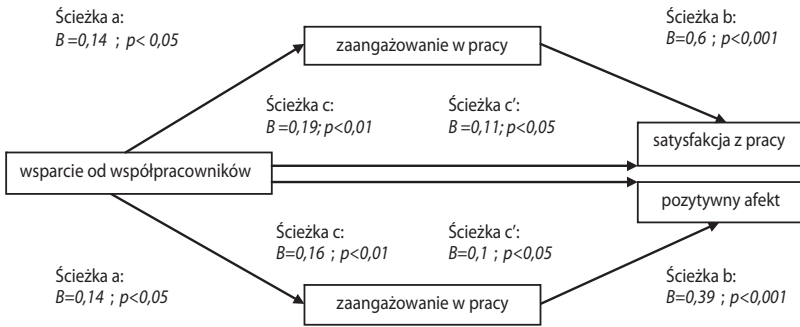 Ścieżka a:
B =0,14 ; p< 0,05
zaangażowanie w pracy
Ścieżka b:
B=0,6 ; p<0,001
Ścieżka c:
B =0,19; p<0,01
Ścieżka c’:
B =0,11; p<0,05
satysfakcja z pracy
wsparcie od współpracowników
pozytywny afekt
Ścieżka c:
B=0,16 ; p<0,01
Ścieżka c’:
B=0,1 ; p<0,05
Ścieżka a:
B=0,14 ; p<0,05
zaangażowanie w pracy
Ścieżka b:
B=0,39 ; p<0,001